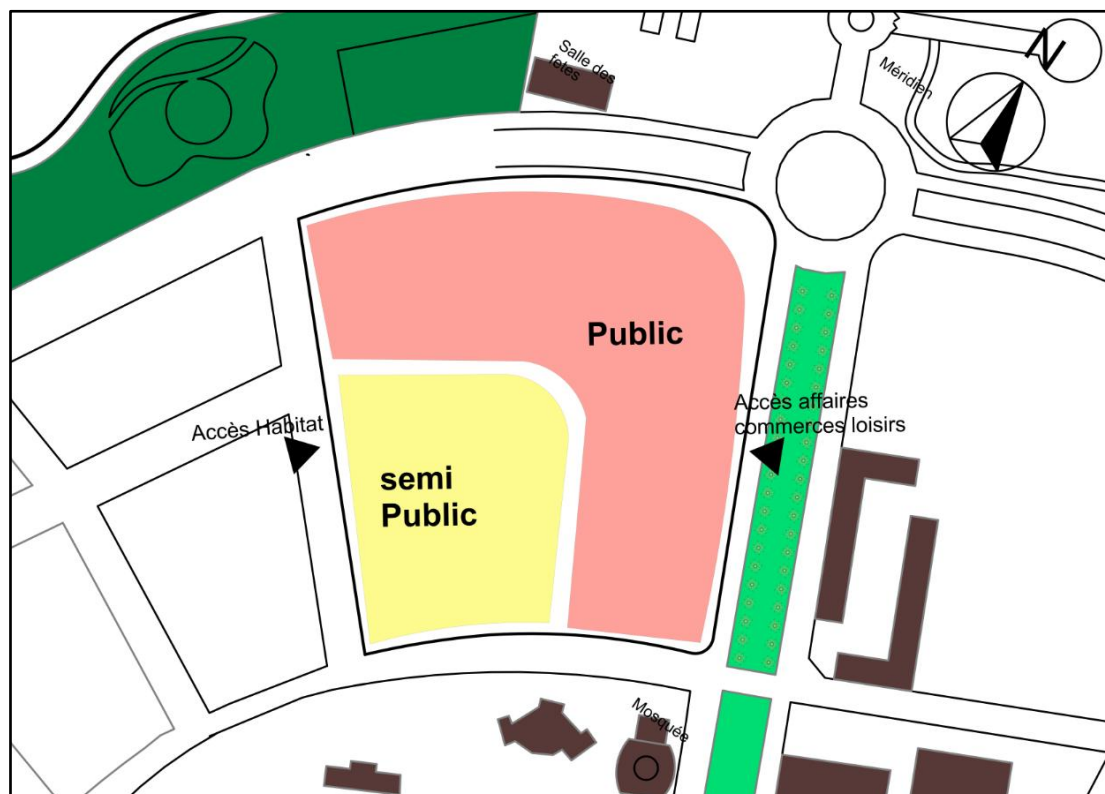 Salle des
fetes
Méridien
N
Public
Accès affaires
commerces loisirs
Accès Habitat
semi
Public
Mosquée